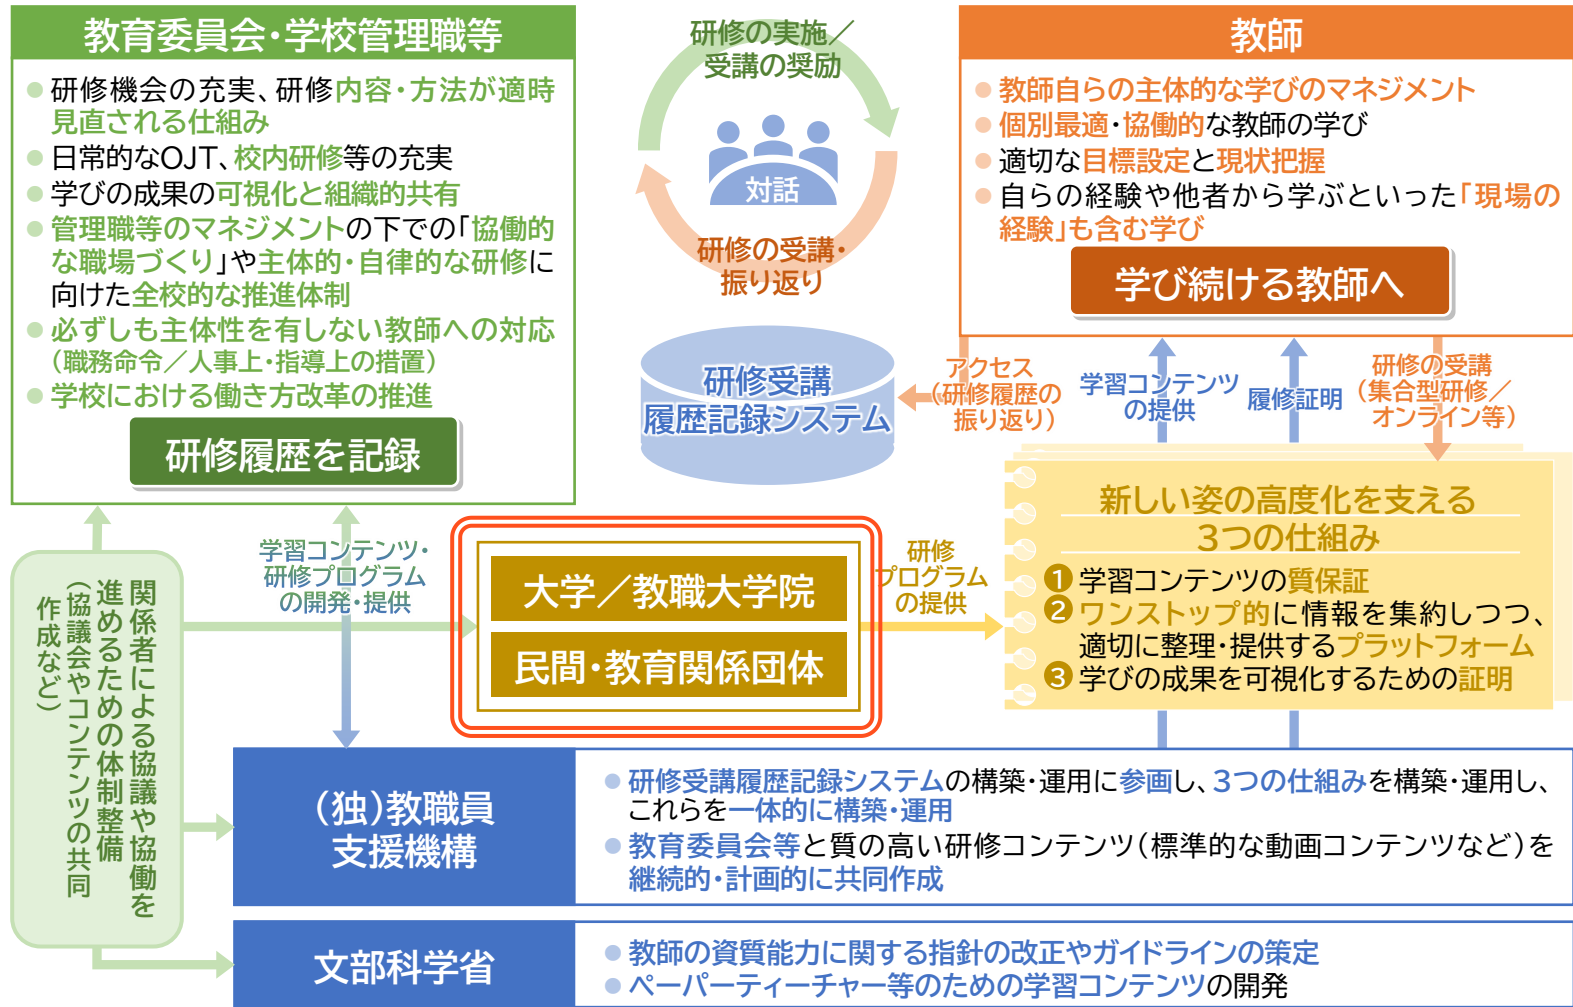 教育委員会・学校管理職等
研修機会の充実、研修内容・方法が適時
見直される仕組み
日常的なOJT、校内研修等の充実
学びの成果の可視化と組織的共有
管理職等のマネジメントの下での「協働的
な職場づくり」や主体的・自律的な研修に
向けた全校的な推進体制
必ずしも主体性を有しない教師への対応
（職務命令／人事上・指導上の措置）
学校における働き方改革の推進
研修履歴を記録
研修の実施／
受講の奨励
対話
研修の受講・
振り返り
研修受講
履歴記録システム
教師
教師自らの主体的な学びのマネジメント
個別最適・協働的な教師の学び
適切な目標設定と現状把握
自らの経験や他者から学ぶといった「現場の
経験」も含む学び
学び続ける教師へ
アクセス
（研修履歴の
振り返り）
学習コンテンツ
の提供
履修証明
研修の受講
（集合型研修／
オンライン等）
関係者による協議や協働を
進めるための体制整備
（協議会やコンテンツの共同
作成など）
学習コンテンツ・
研修プログラム
の開発・提供
大学／教職大学院
民間・教育関係団体
研修
プログラム
の提供
新しい姿の高度化を支える
3つの仕組み
❶学習コンテンツの質保証
❷ワンストップ的に情報を集約しつつ、
適切に整理・提供するプラットフォーム
❸学びの成果を可視化するための証明
（独）教職員
支援機構
研修受講履歴記録システムの構築・運用に参画し、3つの仕組みを構築・運用し、
これらを一体的に構築・運用
教育委員会等と質の高い研修コンテンツ（標準的な動画コンテンツなど）を
継続的・計画的に共同作成
文部科学省
教師の資質能力に関する指針の改正やガイドラインの策定
ペーパーティーチャー等のための学習コンテンツの開発